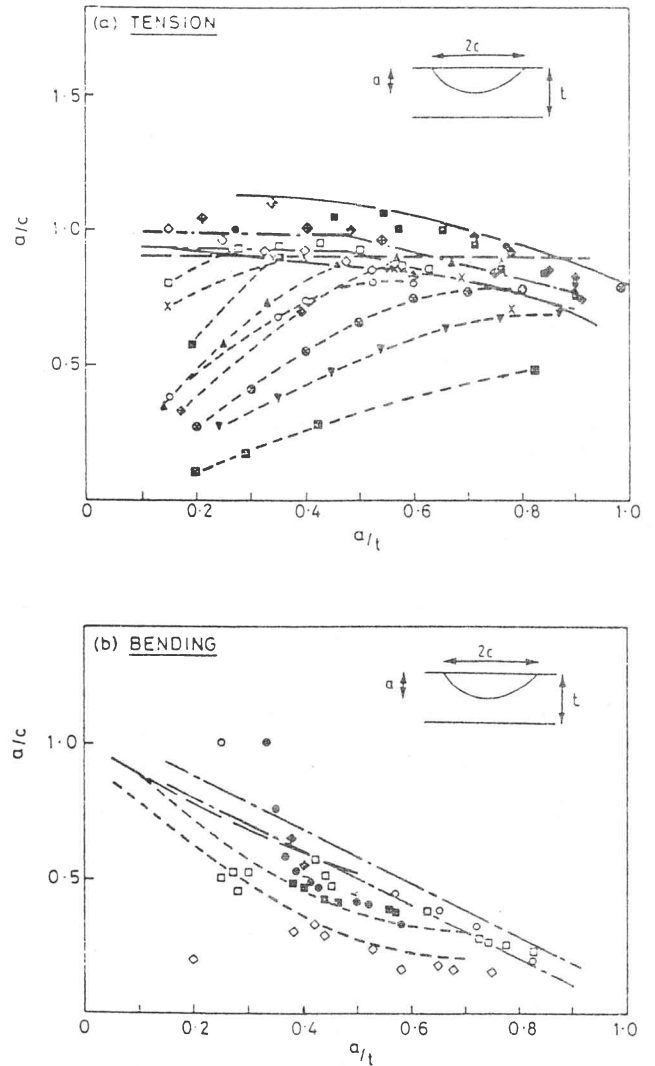 (a) TENSION
2c
a
t
1·5
1·0
0·5
a/c
0
0·2
0·4
0·6
0·8
1·0
a/t
(b) BENDING
2c
a
t
1·0
0·5
a/c
0
0·2
0·4
0·6
0·8
1·0
a/t